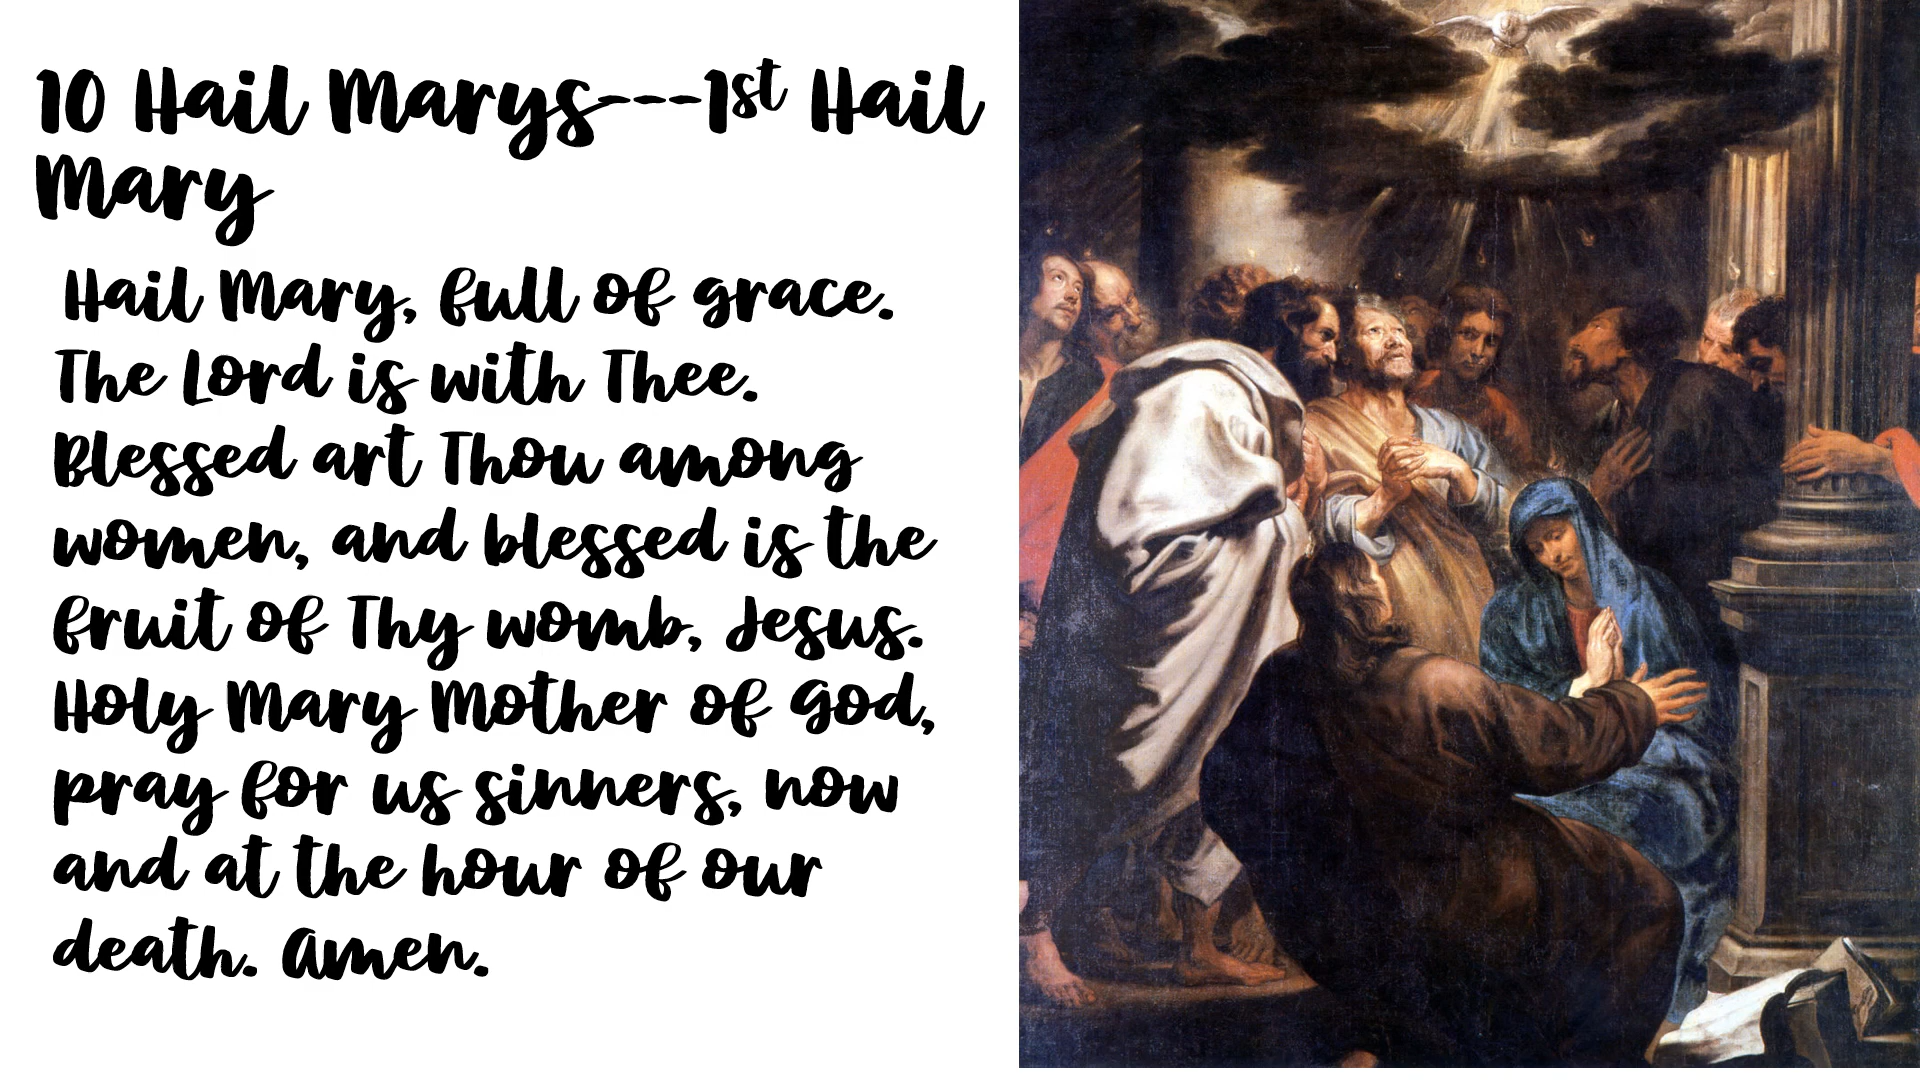 10 Hail Marys---1st Hail
Mary
Hail Mary, full of grace.
The Lord is with Thee.
Blessed art Thou among
women, and blessed is the
fruit of Thy womb, Jesus.
Holy Mary Mother of God,
pray for us sinners, now
and at the hour of our
death. Amen.